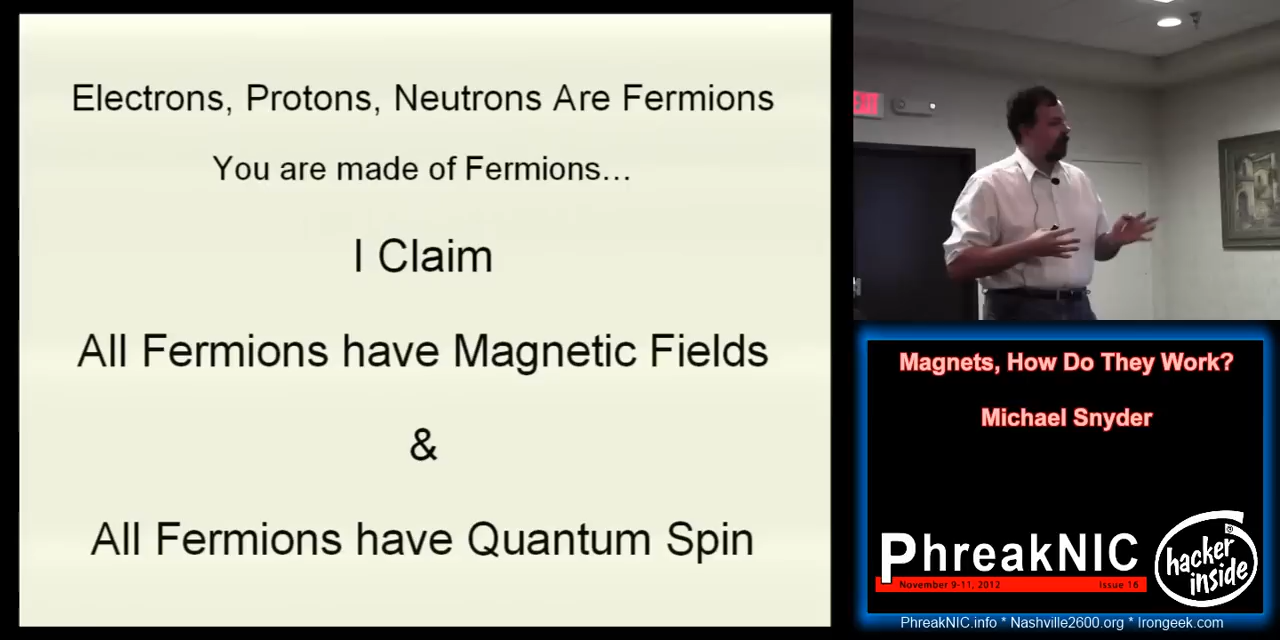 Electrons, Protons, Neutrons Are Fermions
You are made of Fermions...
I Claim
All Fermions have Magnetic Fields
&
All Fermions have Quantum Spin
EXIT
Magnets, How Do They Work?
Michael Snyder
PhreakNIC
November 9-11, 2012
Issue 16
hacker
inside
®
PhreakNIC.info * Nashville2600.org * Irongeek.com